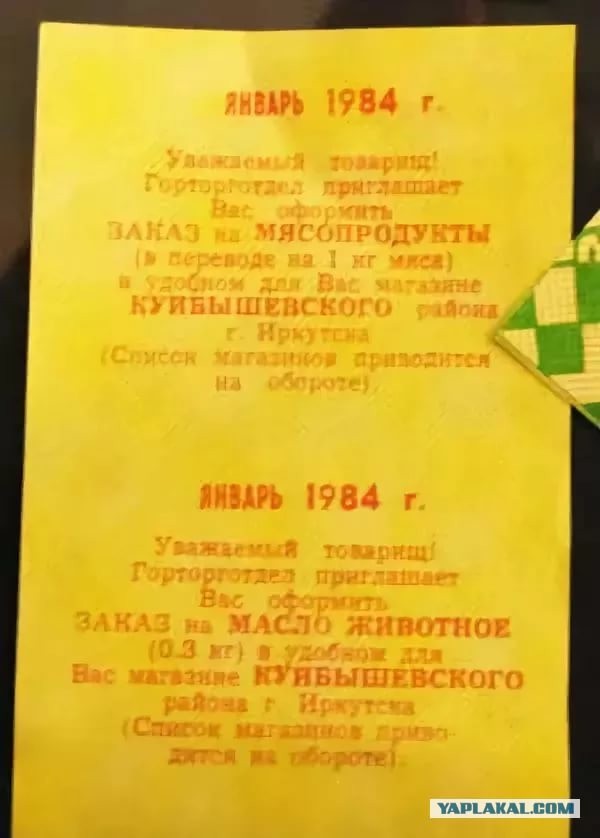 ЯНВАРЬ 1984 г.
Уважаемый товарищ!
Горторготдел приглашает
Вас оформить
ЗАКАЗ на МЯСОПРОДУКТЫ
(в переводе на 1 кг мяса)
в удобном для Вас магазине
КУЙБЫШЕВСКОГО района
г. Иркутска
(Список магазинов приводится
на обороте).
ЯНВАРЬ 1984 г.
Уважаемый товарищ!
Горторготдел приглашает
Вас оформить
ЗАКАЗ на МАСЛО ЖИВОТНОЕ
(0.3 кг) в удобном для
Вас магазине КУЙБЫШЕВСКОГО
района г. Иркутска
(Список магазинов приво-
дится на обороте).
YAPLAKAL.COM